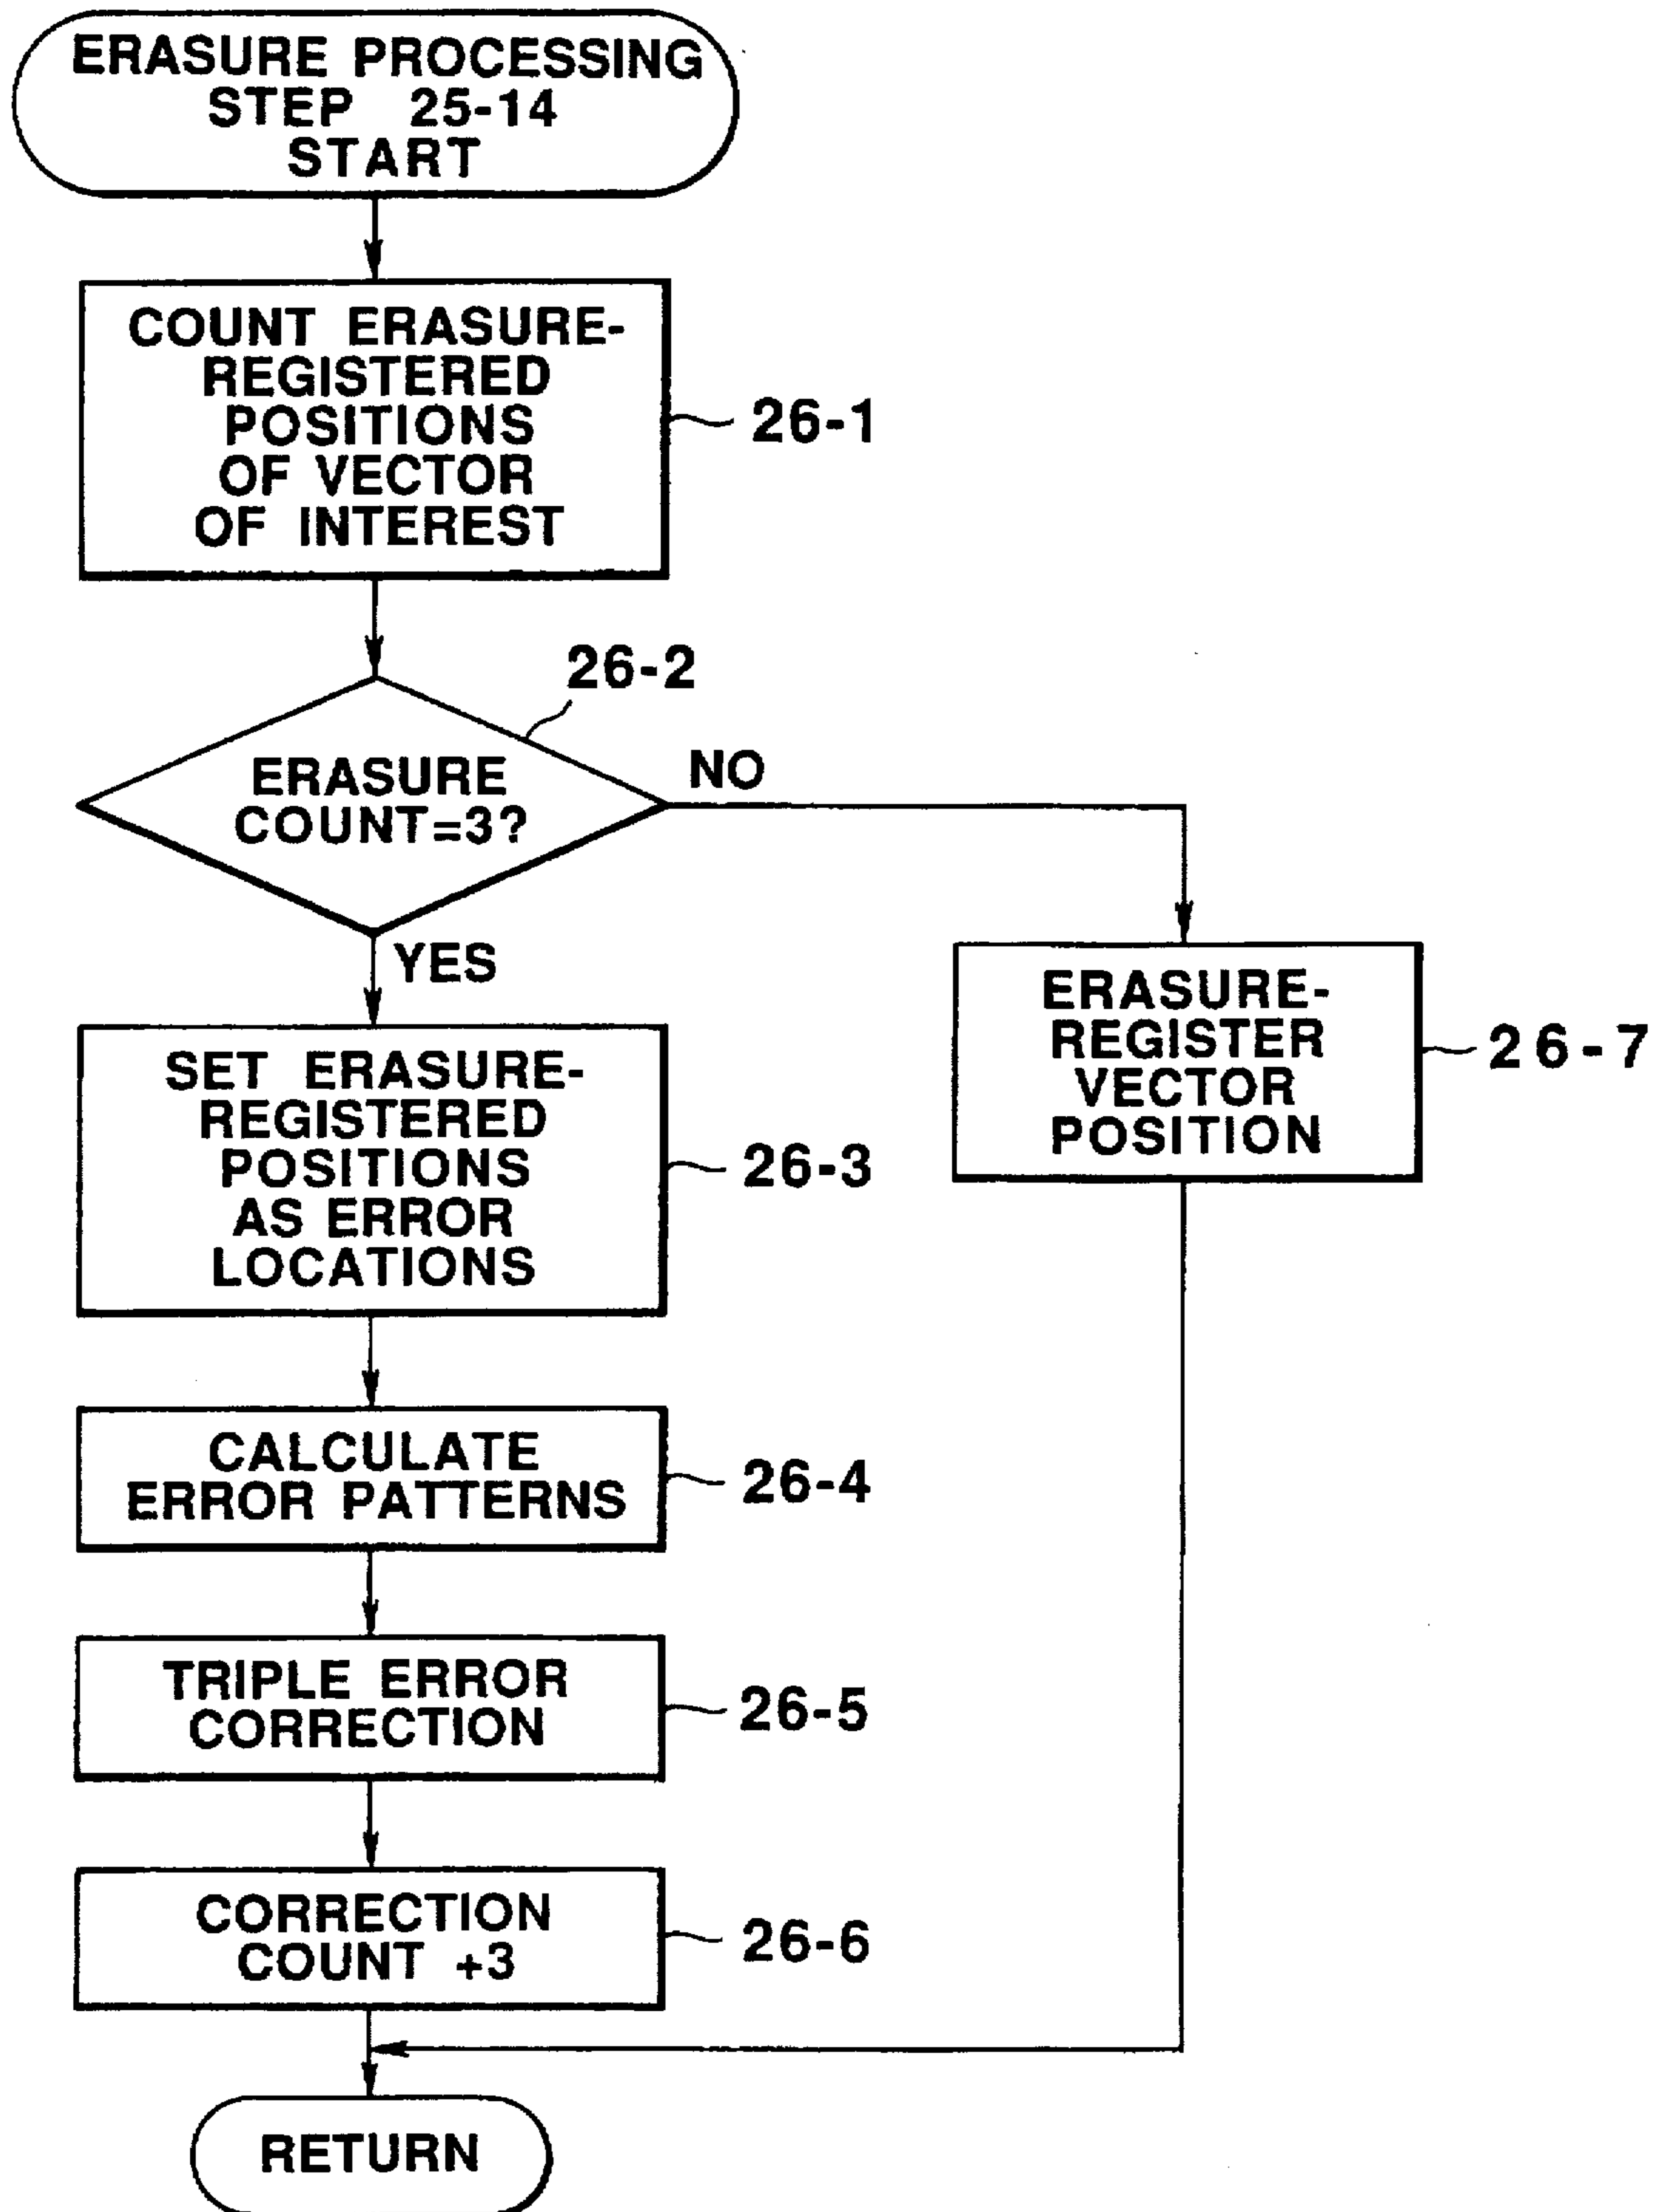 ERASURE PROCESSING
STEP 25-14
START
COUNT ERASURE-
REGISTERED
POSITIONS
OF VECTOR
OF INTEREST
26-1
26-2
ERASURE
COUNT=3?
NO
YES
SET ERASURE-
REGISTERED
POSITIONS
AS ERROR
LOCATIONS
26-3
ERASURE-
REGISTER
VECTOR
POSITION
26-7
CALCULATE
ERROR PATTERNS
26-4
TRIPLE ERROR
CORRECTION
26-5
CORRECTION
COUNT +3
26-6
RETURN